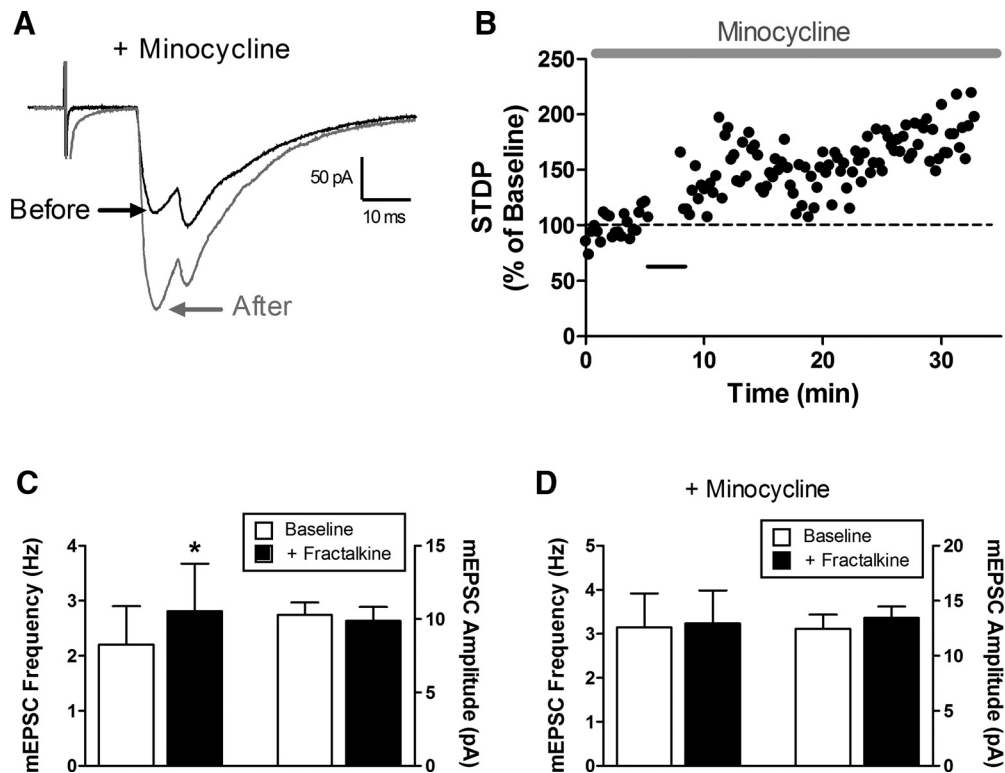 A
+ Minocycline
Before
After
50 pA
10 ms
B
Minocycline
STDP
(% of Baseline)
250
200
150
100
50
0
0 10 20 30
Time (min)
C
Baseline
+ Fractalkine
mEPSC Frequency (Hz)
4
3
2
1
0
*
15
10
5
0
mEPSC Amplitude (pA)
D
+ Minocycline
Baseline
+ Fractalkine
mEPSC Frequency (Hz)
5
4
3
2
1
0
20
15
10
5
0
mEPSC Amplitude (pA)